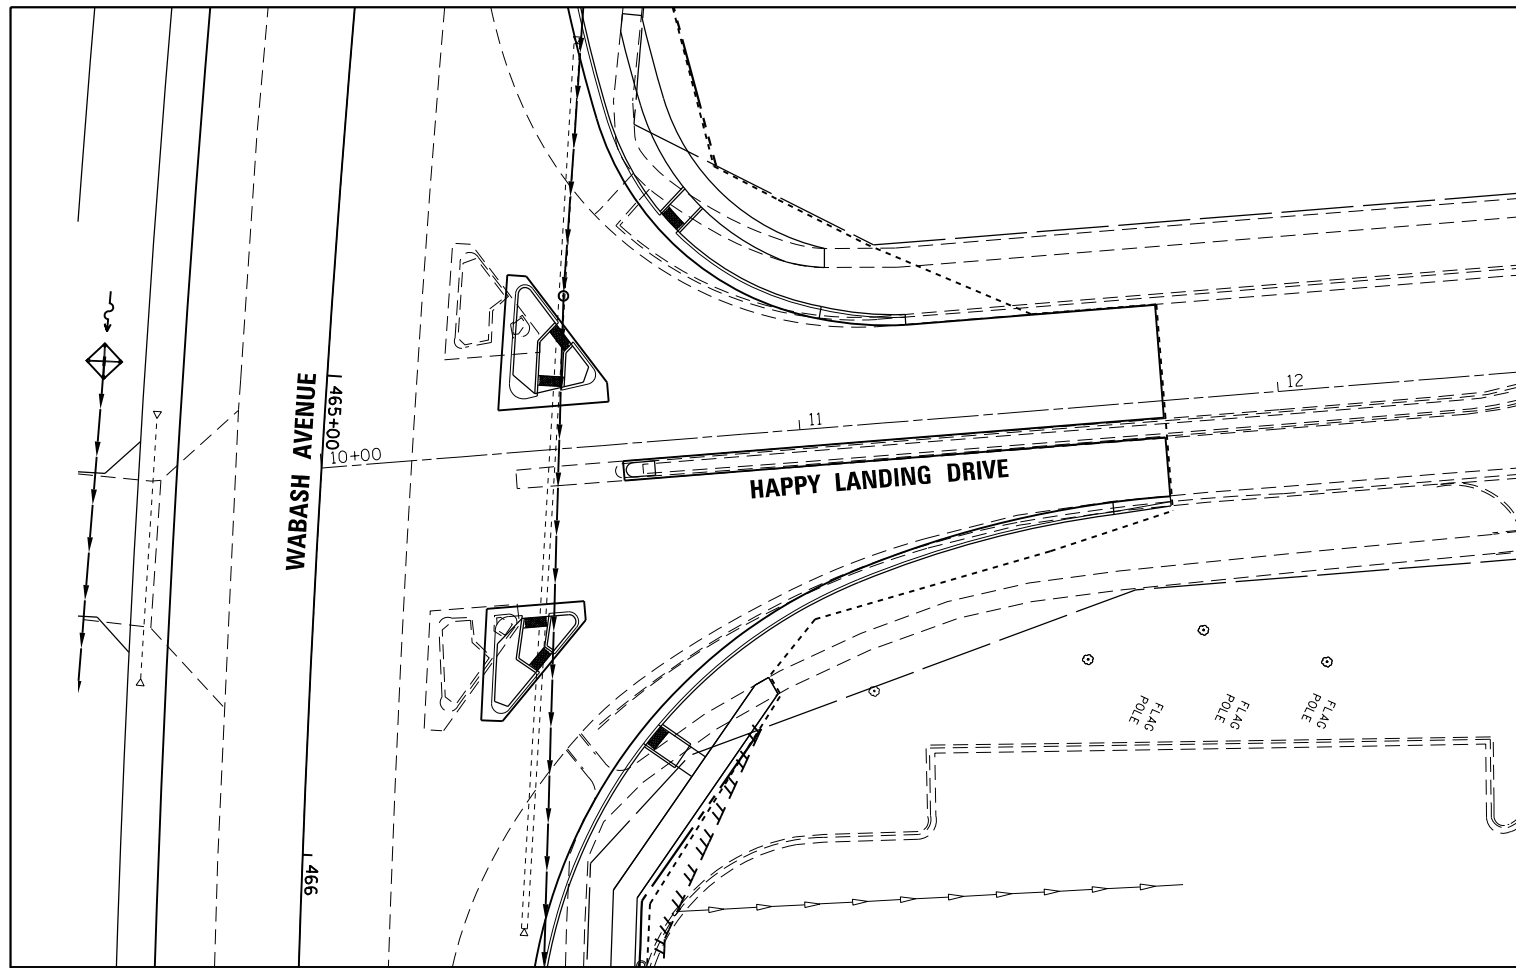 WABASH AVENUE
465+00
10+00
11
12
HAPPY LANDING DRIVE
FLAG
POLE
FLAG
POLE
FLAG
POLE
466